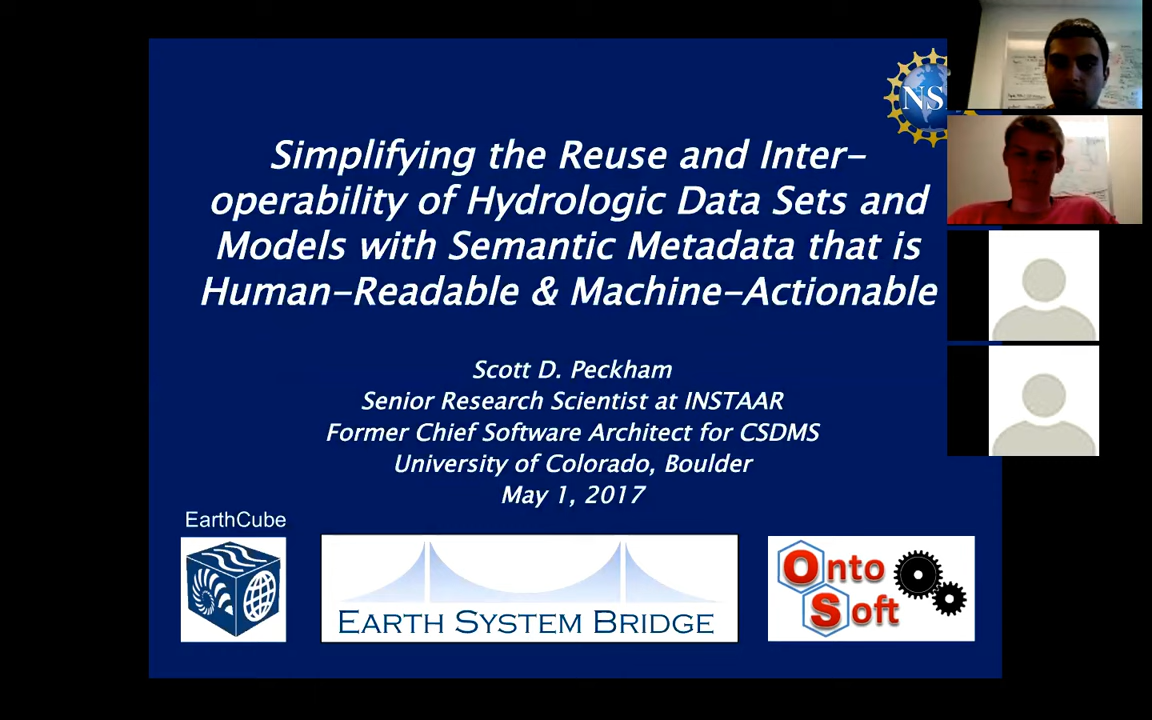 NS
Simplifying the Reuse and Inter-
operability of Hydrologic Data Sets and
Models with Semantic Metadata that is
Human-Readable & Machine-Actionable
Scott D. Peckham
Senior Research Scientist at INSTAAR
Former Chief Software Architect for CSDMS
University of Colorado, Boulder
May 1, 2017
EarthCube
EARTH SYSTEM BRIDGE
Onto
Soft